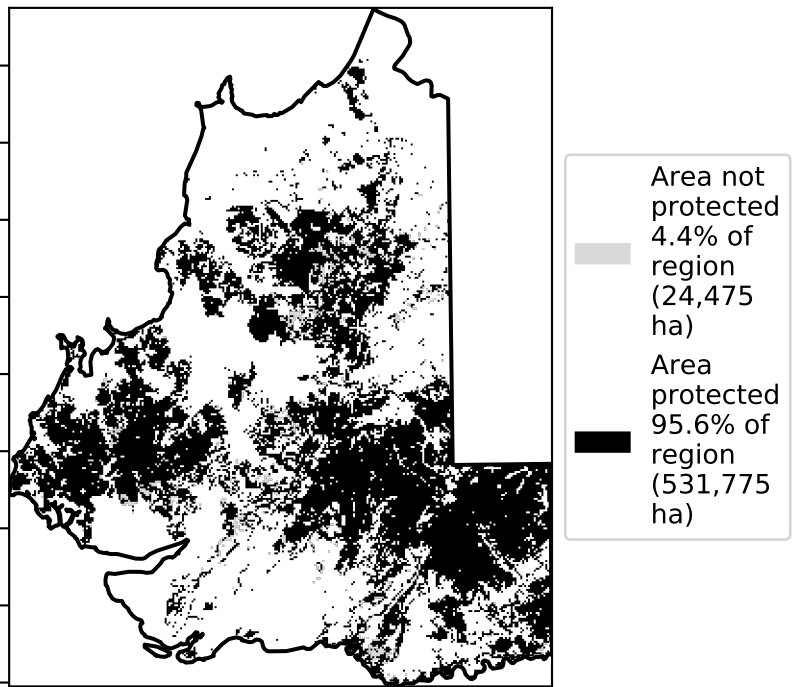 Area not
protected
4.4% of
region
(24,475
ha)
Area
protected
95.6% of
region
(531,775
ha)